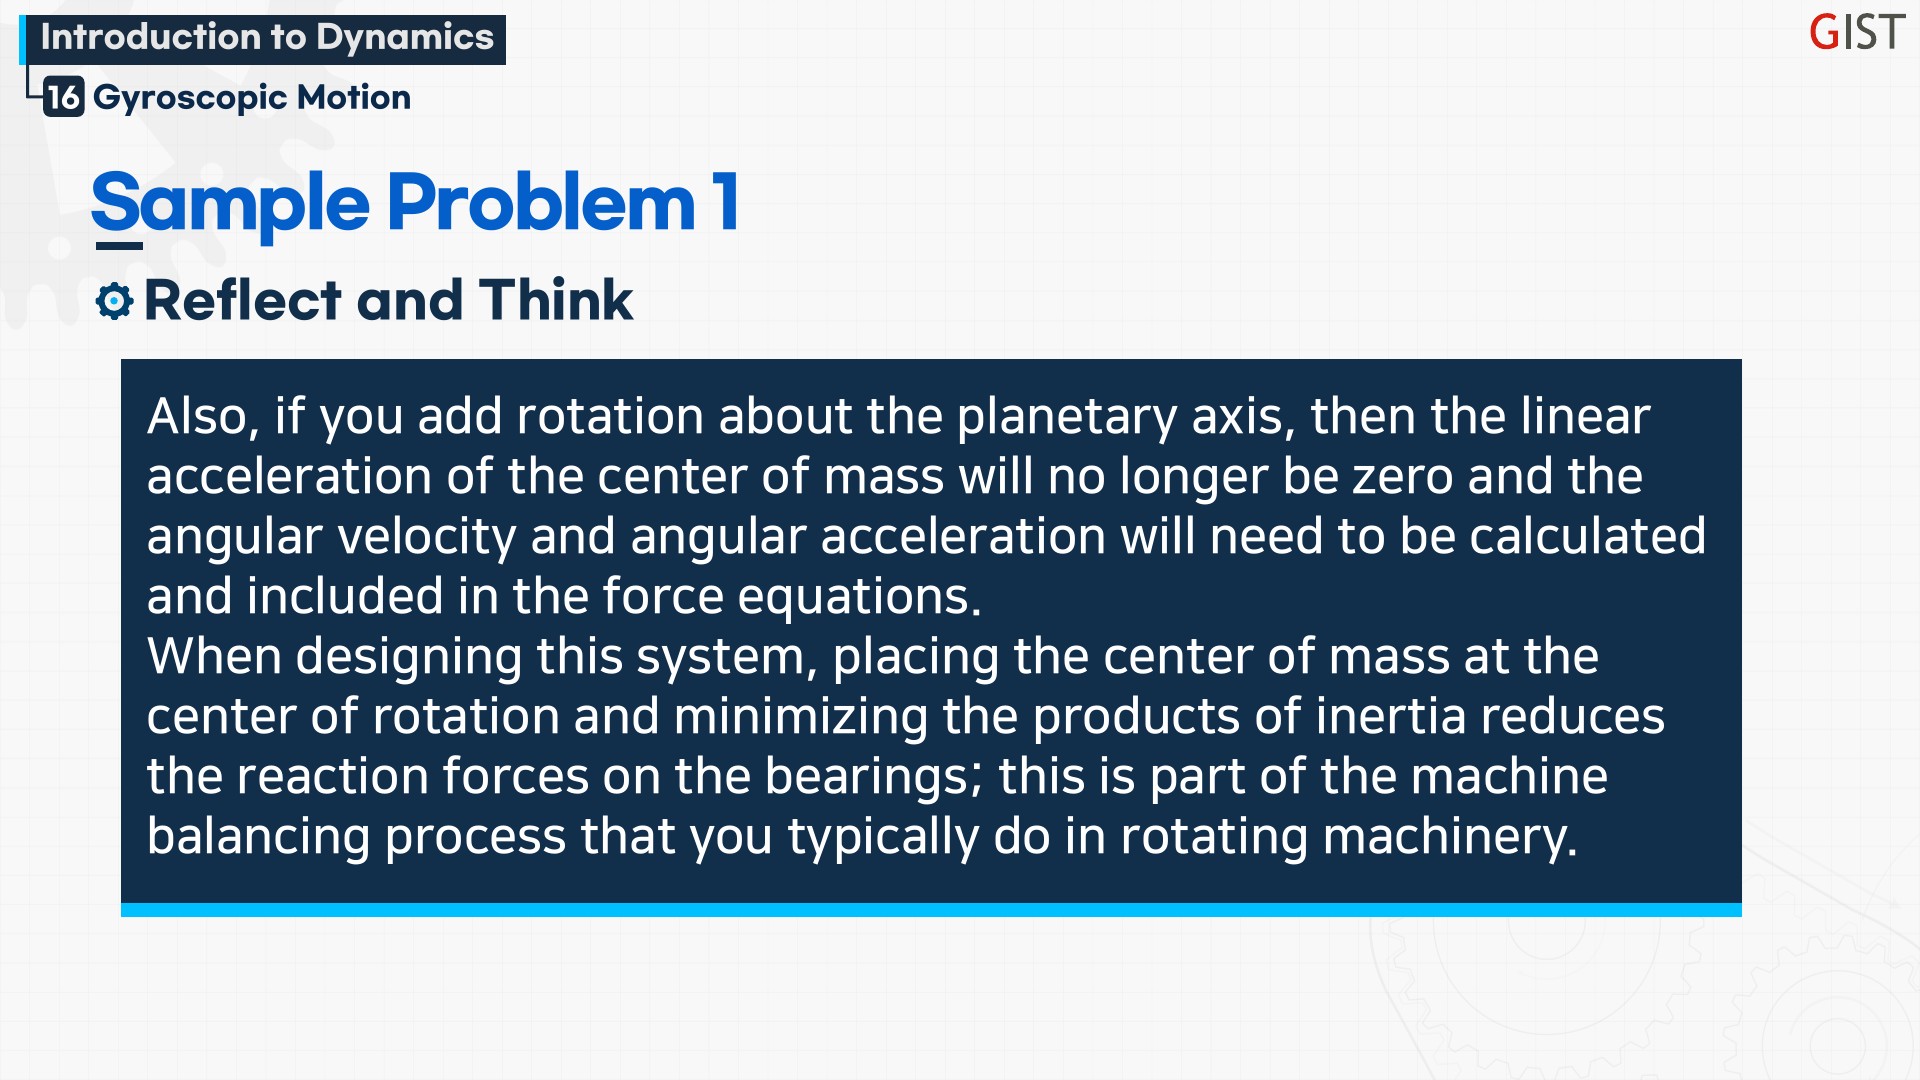 Introduction to Dynamics
GIST
16 Gyroscopic Motion
Sample Problem 1
Reflect and Think
Also, if you add rotation about the planetary axis, then the linear
acceleration of the center of mass will no longer be zero and the
angular velocity and angular acceleration will need to be calculated
and included in the force equations.
When designing this system, placing the center of mass at the
center of rotation and minimizing the products of inertia reduces
the reaction forces on the bearings; this is part of the machine
balancing process that you typically do in rotating machinery.